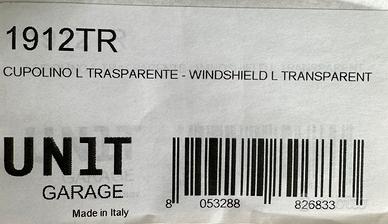 1912TR
CUPOLINO L TRASPARENTE - WINDSHIELD L TRANSPARENT
UN1T
GARAGE
Made in Italy
8 053288 826833